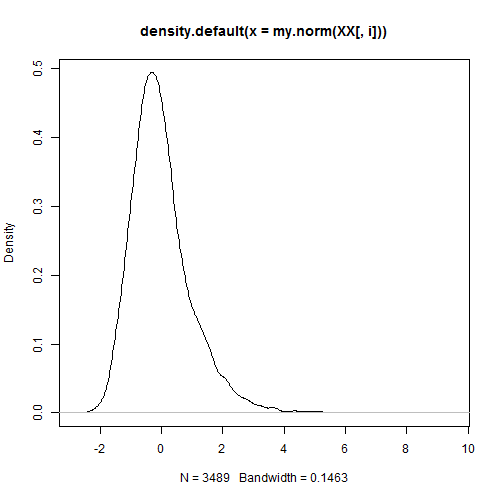 density.default(x = my.norm(XX[, i]))
Density
0.5
0.4
0.3
0.2
0.1
0.0
-2 0 2 4 6 8 10
N = 3489 Bandwidth = 0.1463